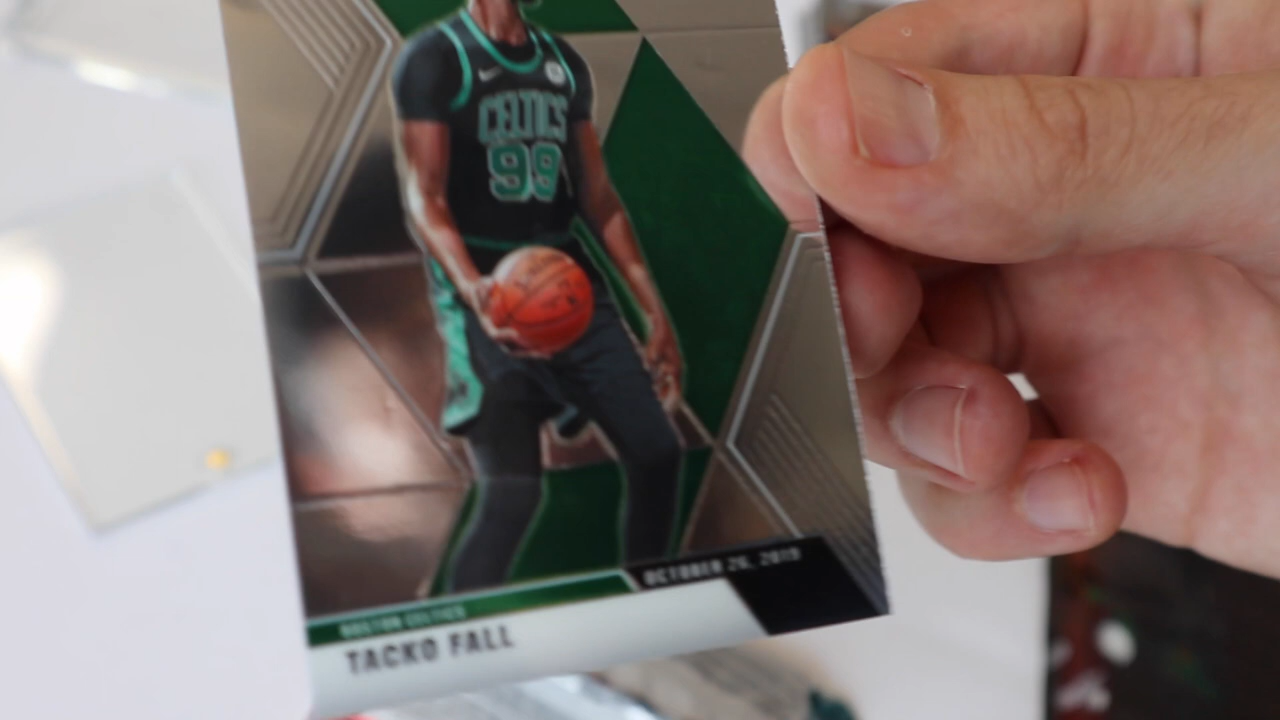 CELTICS
99
OCTOBER 26, 2019
BOSTON CELTICS
TACKO FALL